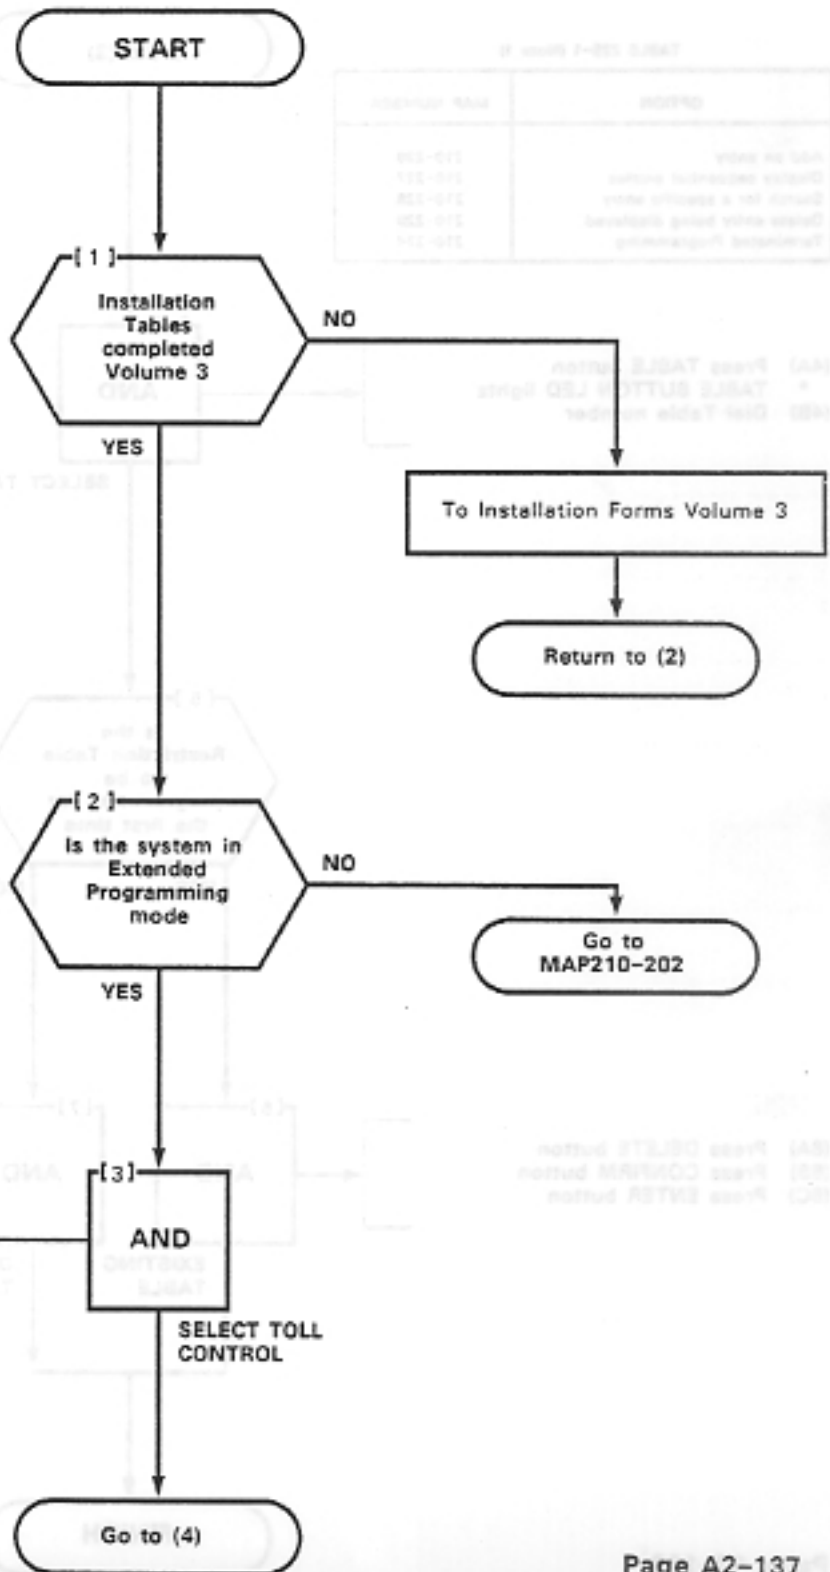 START
[1]
Installation
Tables
completed
Volume 3
NO
YES
To Installation Forms Volume 3
Return to (2)
[2]
Is the system in
Extended
Programming
mode
NO
YES
Go to
MAP210-202
[3]
AND
SELECT TOLL
CONTROL
Go to (4)
Page A2-137